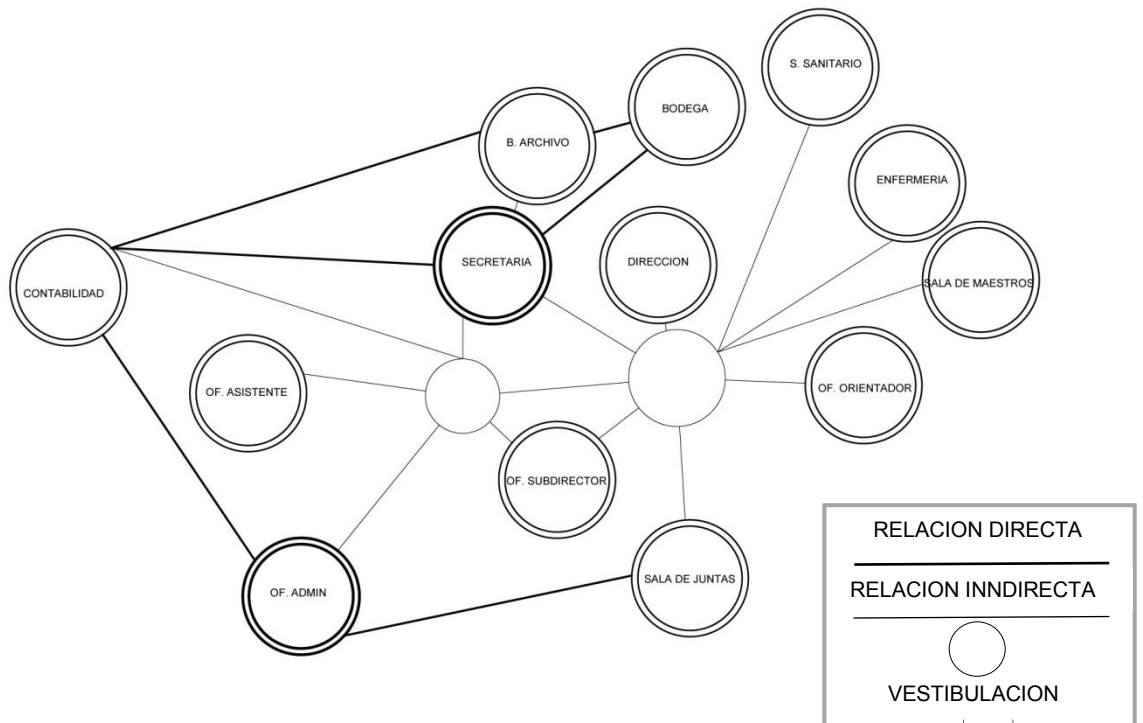 S. SANITARIO
BODEGA
B. ARCHIVO
ENFERMERIA
SECRETARIA
DIRECCION
SALA DE MAESTROS
CONTABILIDAD
OF. ASISTENTE
OF. ORIENTADOR
OF. SUBDIRECTOR
SALA DE JUNTAS
OF. ADMIN
RELACION DIRECTA
RELACION INNDIRECTA
VESTIBULACION